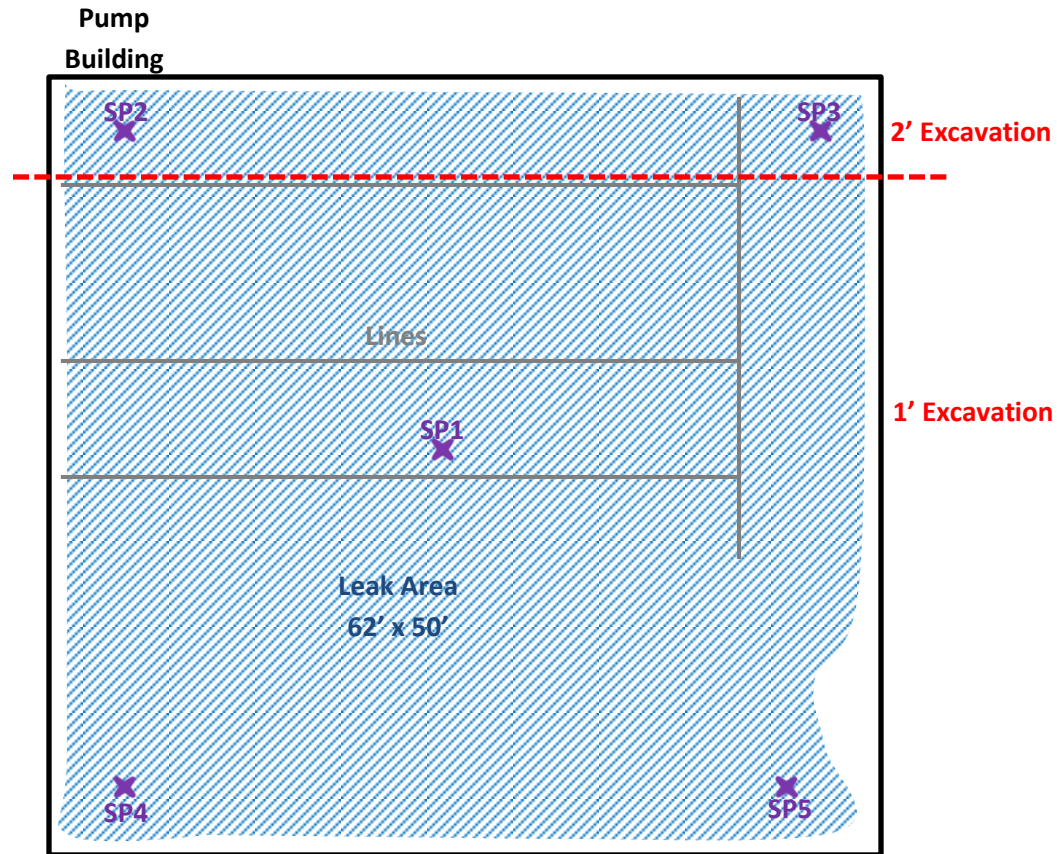 Pump
Building
SP2
SP3
2’ Excavation
Lines
1’ Excavation
SP1
Leak Area
62’ x 50’
SP4
SP5